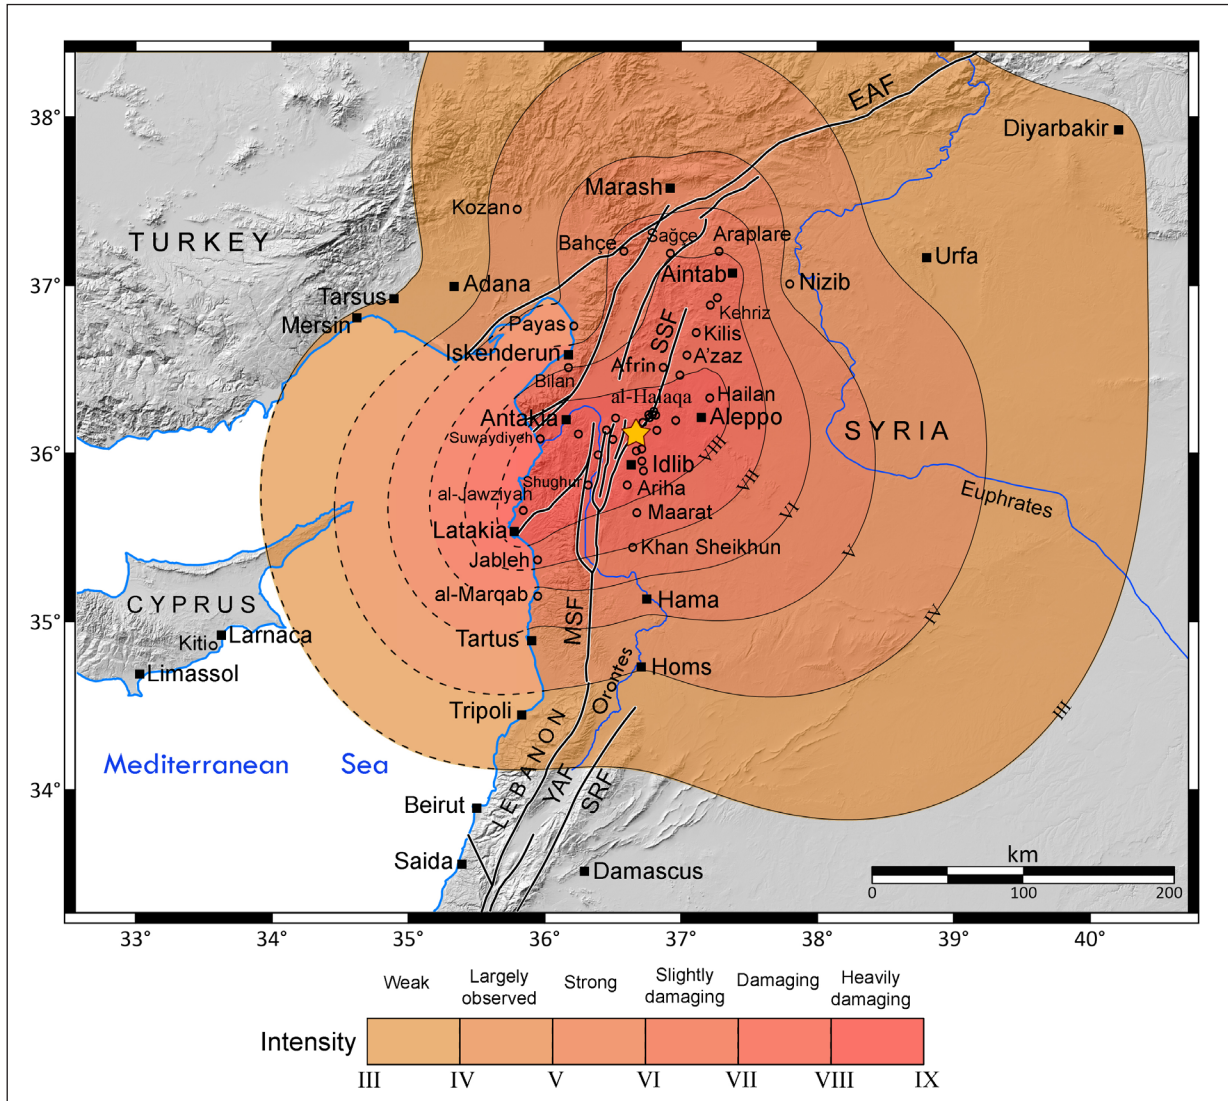 38°
37°
36°
35°
34°
EAF
Diyarbakir
Marash
Kozan
TURKEY
Bahçe
Sağçe
Araplare
Urfa
Aintab
Adana
Nizib
Tarsus
Mersin
Payas
Kehriz
SSF
Kilis
Iskenderun
A'zaz
Afrin
Bilan
al-Halaqa
Hailan
Antakia
Aleppo
Suwaydiyeh
SYRIA
VIII
Idlib
VII
Shughur
Ariha
al-Jawziyah
Euphrates
VI
Maarat
Latakia
V
Khan Sheikhun
Jableh
al-Marqab
Hama
IV
CYPRUS
MSF
Larnaca
Kitio
Tartus
Limassol
Homs
Orontes
Tripoli
III
LEBANON
Mediterranean Sea
YAF
SRF
Beirut
Saida
Damascus
km
0 100 200
33° 34° 35° 36° 37° 38° 39° 40°
Weak
Largely
observed
Strong
Slightly
damaging
Damaging
Heavily
damaging
Intensity
III IV V VI VII VIII IX